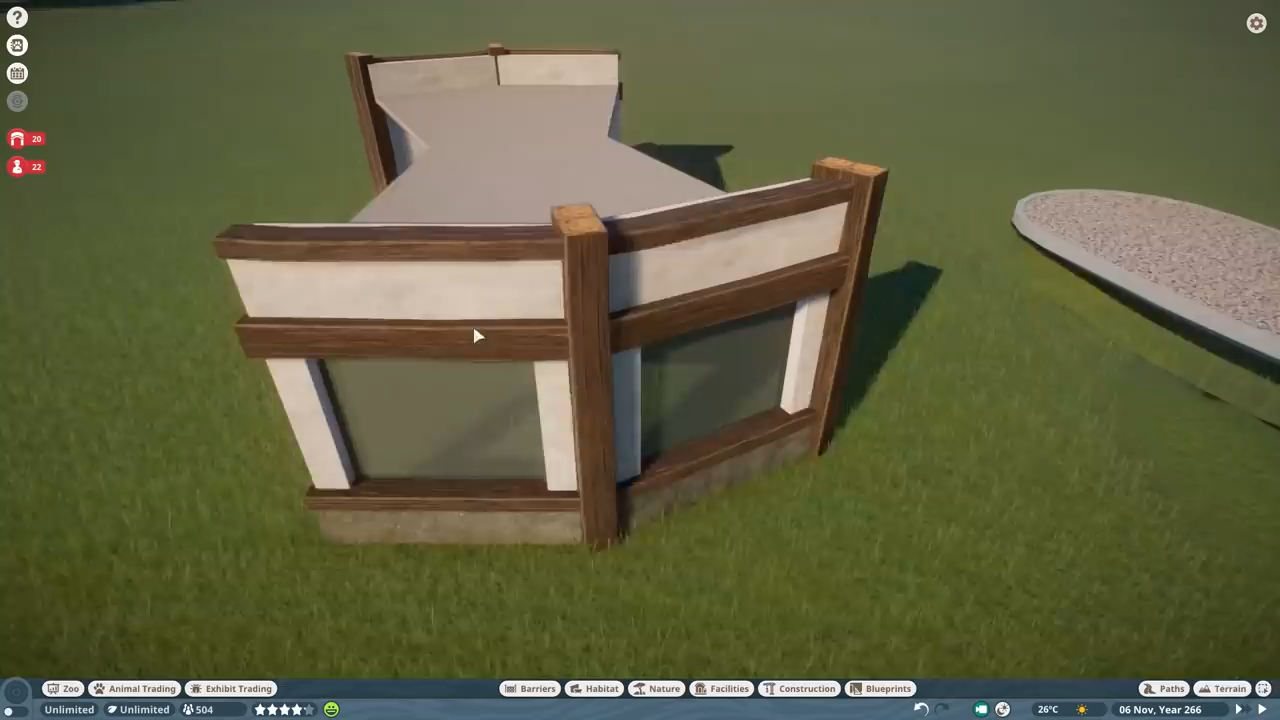 ?
20
22
Zoo Animal Trading Exhibit Trading Barriers Habitat Nature Facilities Construction Blueprints Paths Terrain
Unlimited Unlimited 504 26°C 06 Nov, Year 266